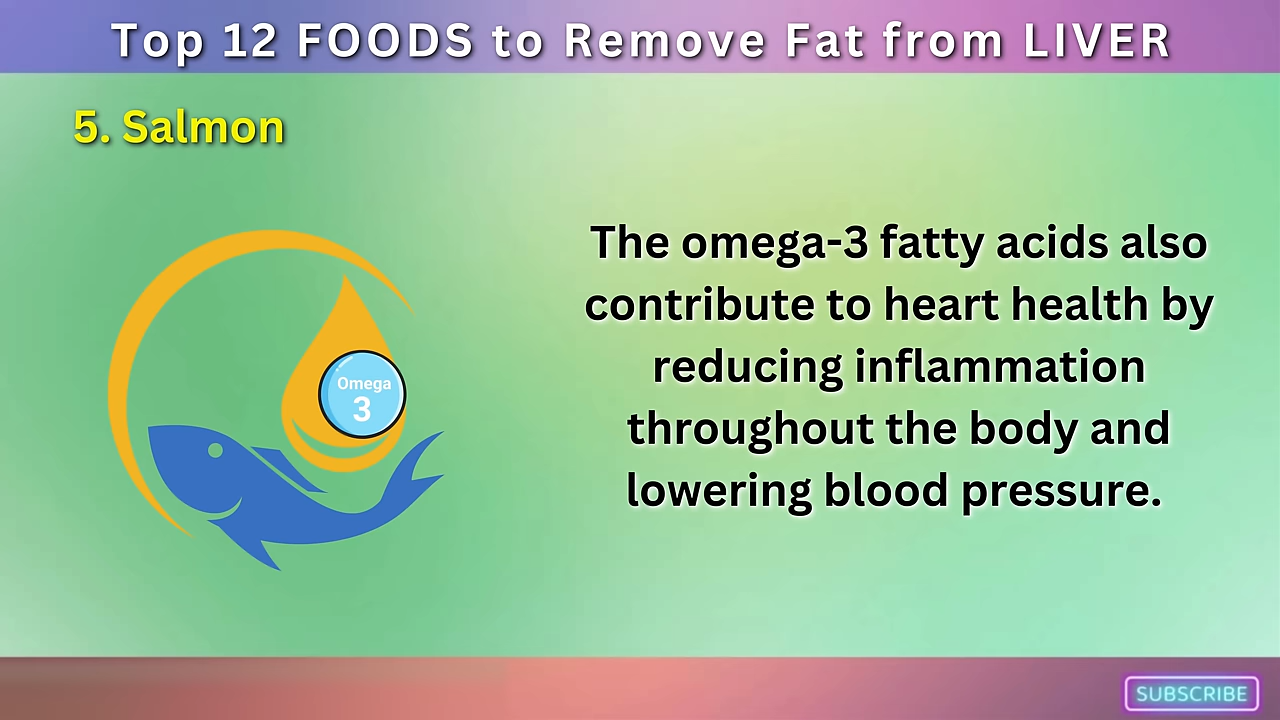 Top 12 FOODS to Remove Fat from LIVER
5. Salmon
The omega-3 fatty acids also
contribute to heart health by
reducing inflammation
throughout the body and
lowering blood pressure.
Omega
3
SUBSCRIBE